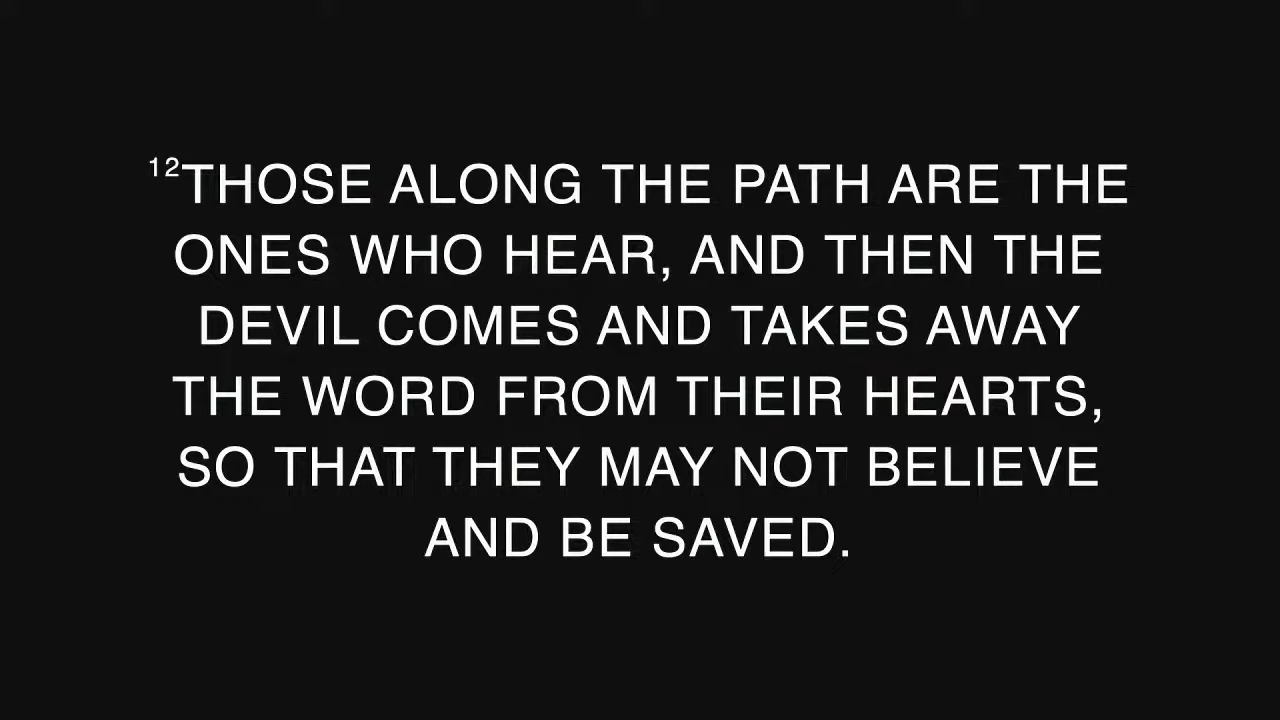 12THOSE ALONG THE PATH ARE THE
ONES WHO HEAR, AND THEN THE
DEVIL COMES AND TAKES AWAY
THE WORD FROM THEIR HEARTS,
SO THAT THEY MAY NOT BELIEVE
AND BE SAVED.